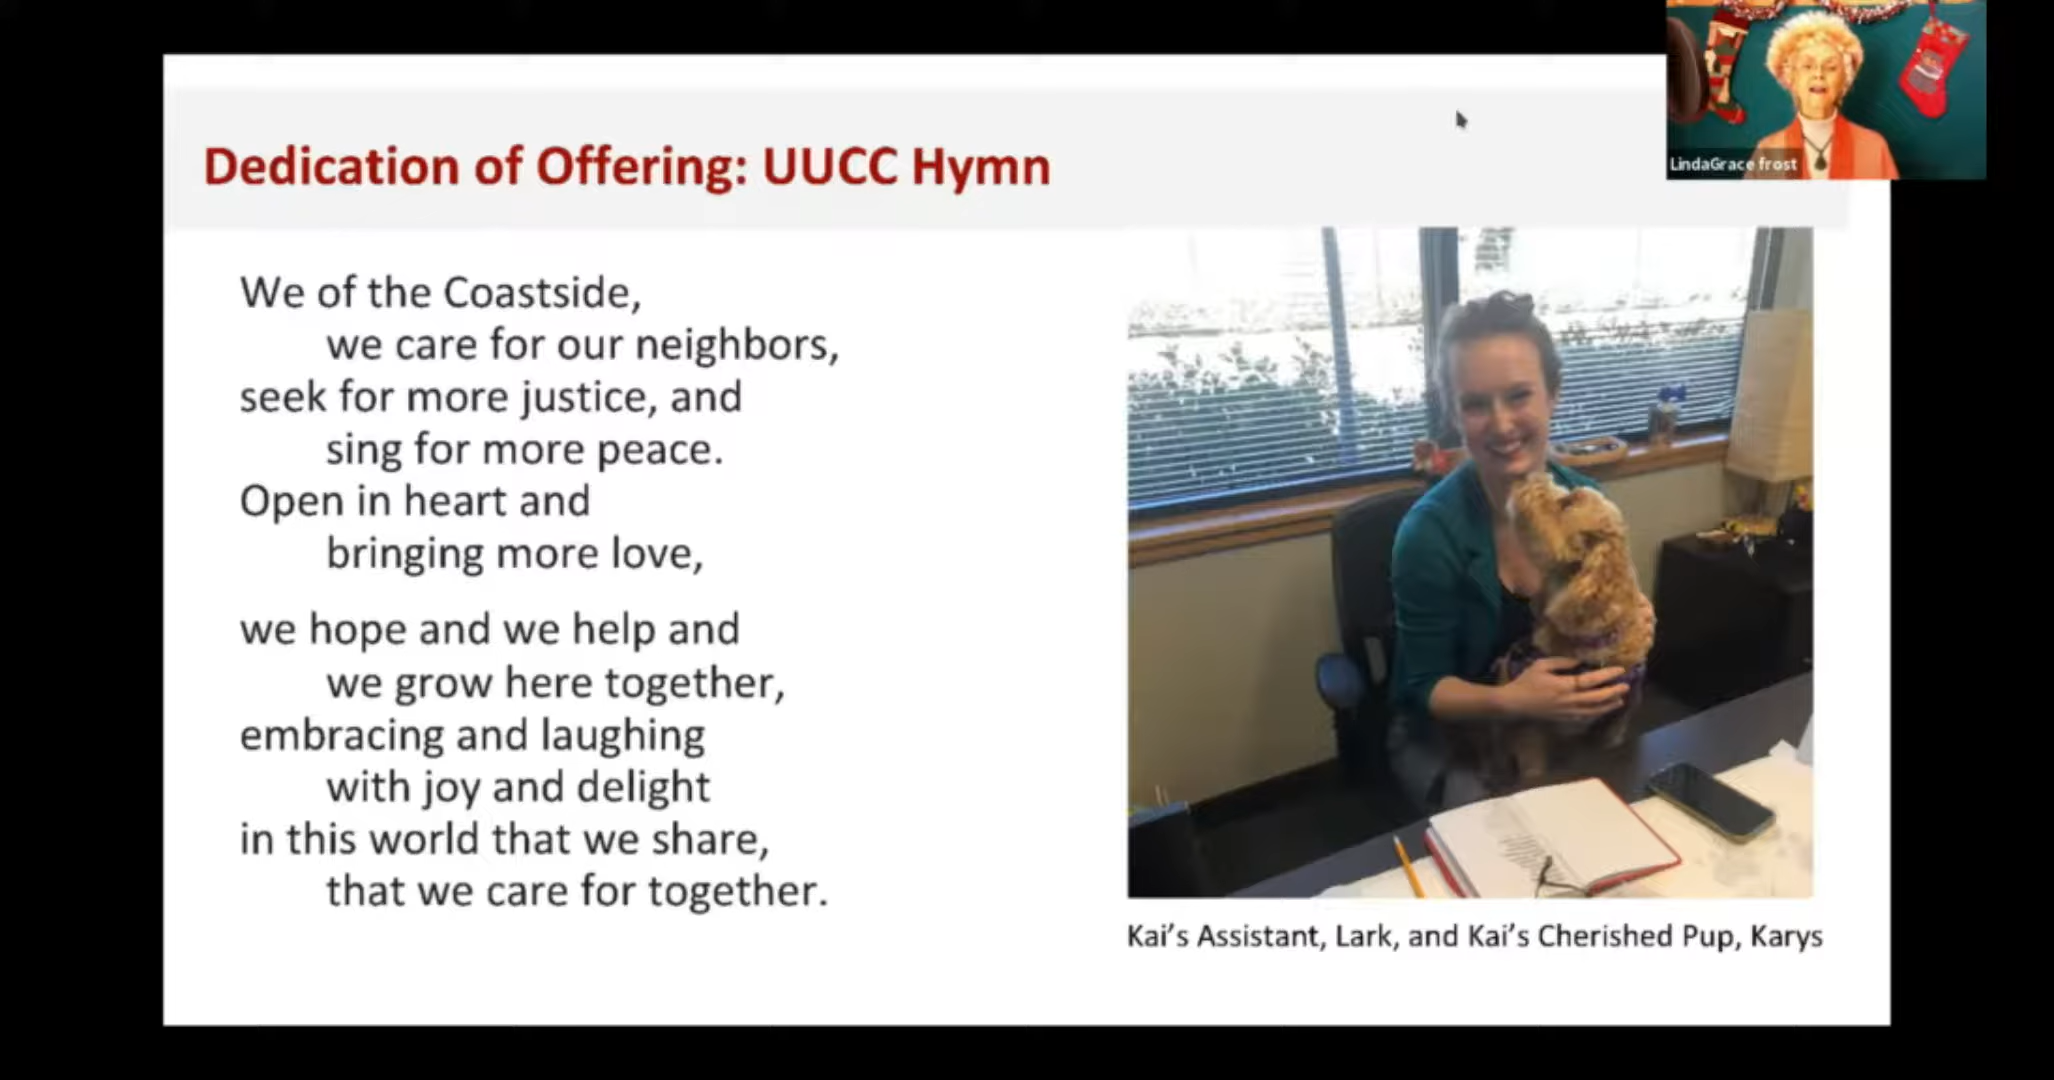 LindaGrace frost
Dedication of Offering: UUCC Hymn
We of the Coastside,
we care for our neighbors,
seek for more justice, and
sing for more peace.
Open in heart and
bringing more love,
we hope and we help and
we grow here together,
embracing and laughing
with joy and delight
in this world that we share,
that we care for together.
Kai’s Assistant, Lark, and Kai’s Cherished Pup, Karys